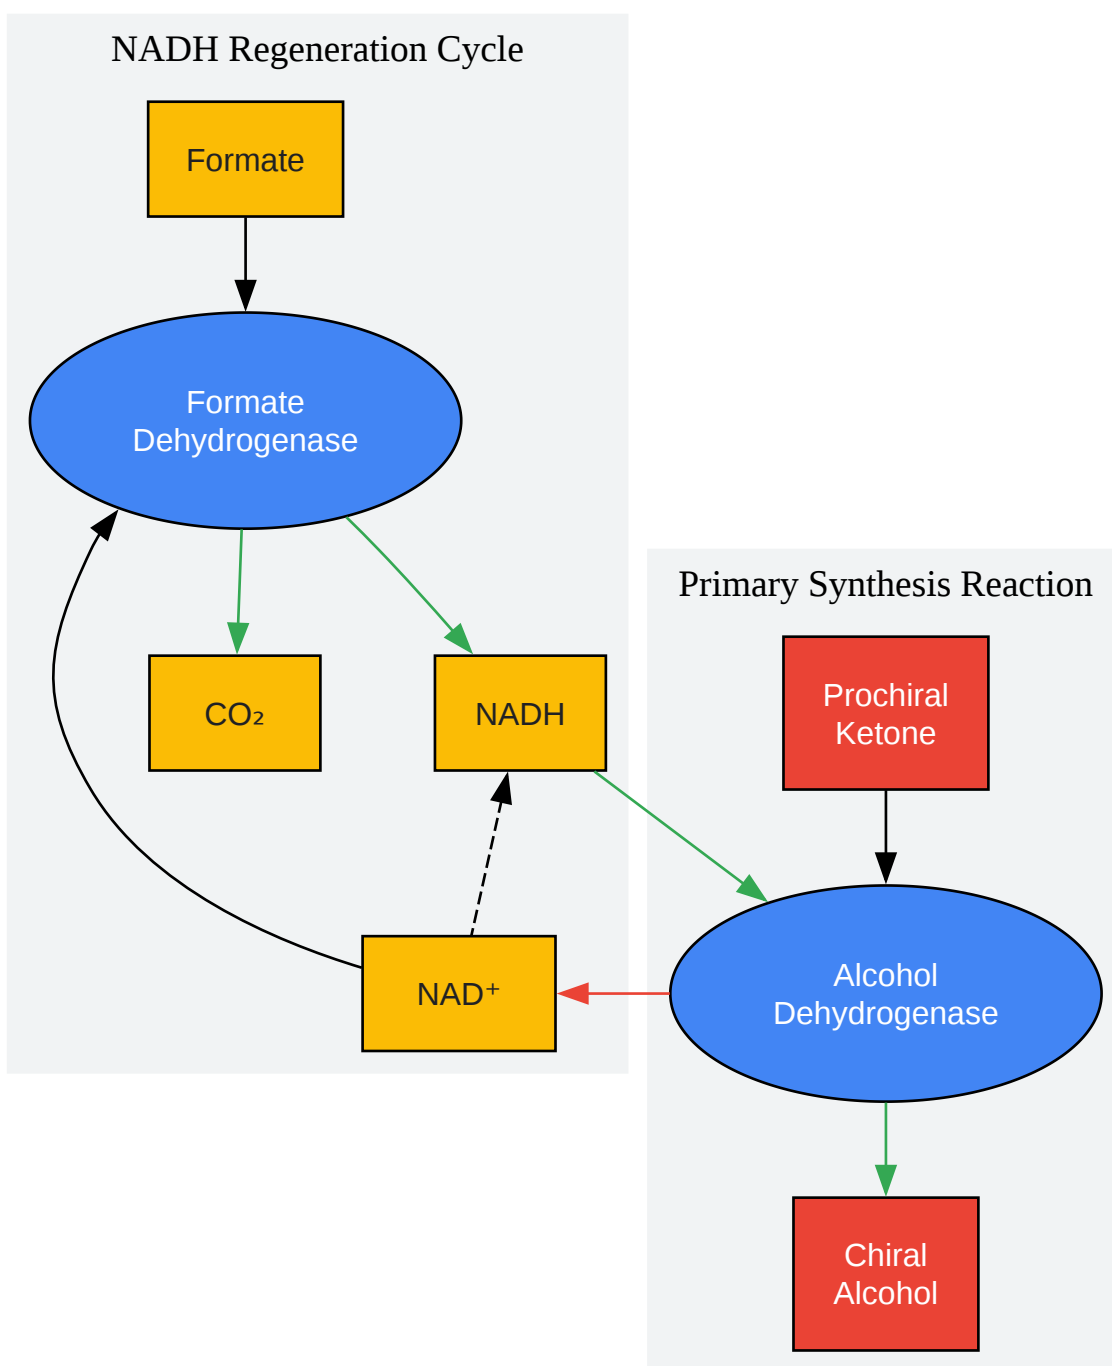 NADH Regeneration Cycle
Formate
Formate
Dehydrogenase
CO₂
NADH
NAD⁺
Primary Synthesis Reaction
Prochiral
Ketone
Alcohol
Dehydrogenase
Chiral
Alcohol